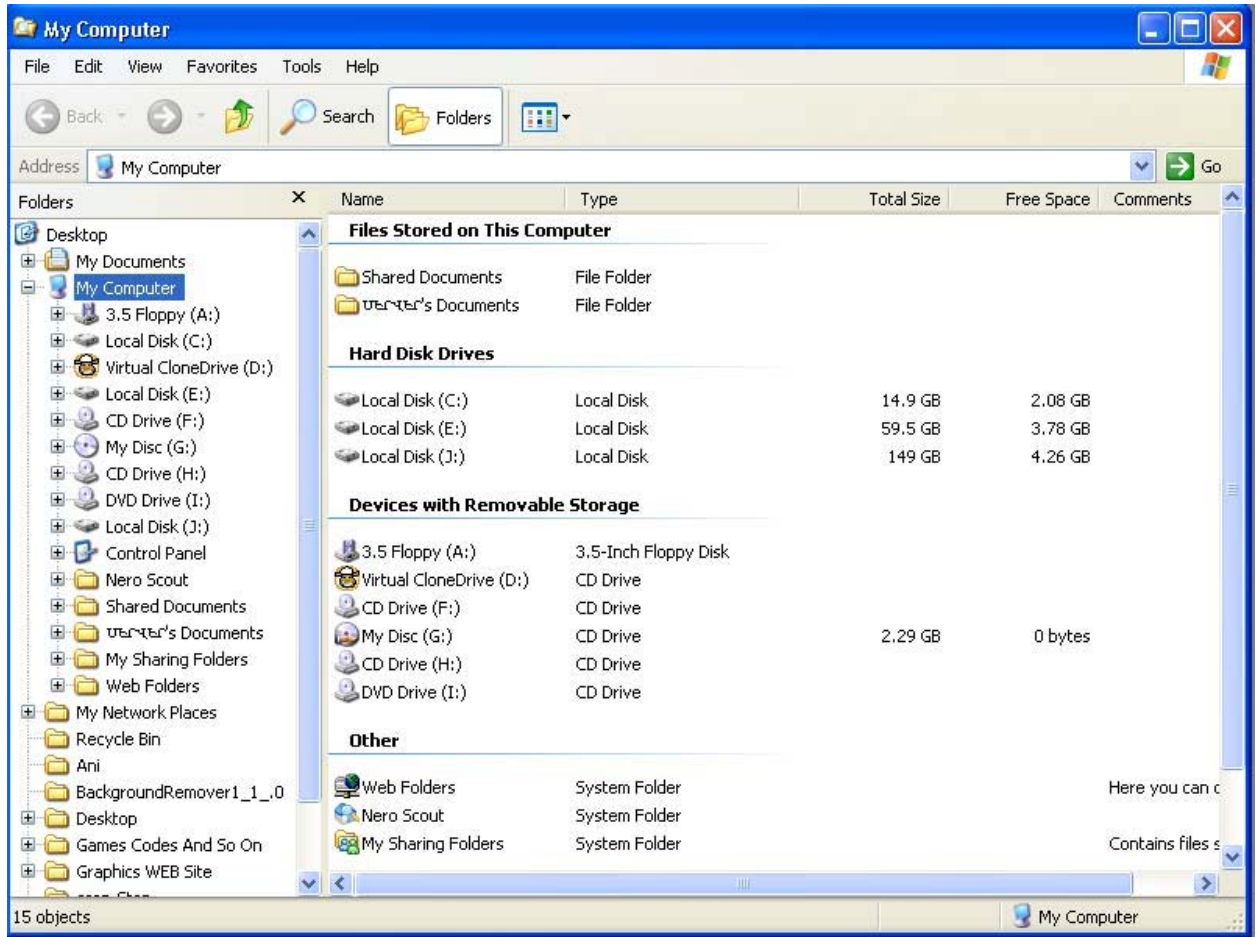 My Computer
File Edit View Favorites Tools Help
Back Search Folders
Address My Computer Go
Folders
Desktop
My Documents
My Computer
3.5 Floppy (A:)
Local Disk (C:)
Virtual CloneDrive (D:)
Local Disk (E:)
CD Drive (F:)
My Disc (G:)
CD Drive (H:)
DVD Drive (I:)
Local Disk (J:)
Control Panel
Nero Scout
Shared Documents
Documents
My Sharing Folders
Web Folders
My Network Places
Recycle Bin
Ani
BackgroundRemover1_1_.0
Desktop
Games Codes And So On
Graphics WEB Site
Name Type Total Size Free Space Comments
Files Stored on This Computer
Shared Documents File Folder
Documents File Folder
Hard Disk Drives
Local Disk (C:) Local Disk 14.9 GB 2.08 GB
Local Disk (E:) Local Disk 59.5 GB 3.78 GB
Local Disk (J:) Local Disk 149 GB 4.26 GB
Devices with Removable Storage
3.5 Floppy (A:) 3.5-Inch Floppy Disk
Virtual CloneDrive (D:) CD Drive
CD Drive (F:) CD Drive
My Disc (G:) CD Drive 2.29 GB 0 bytes
CD Drive (H:) CD Drive
DVD Drive (I:) CD Drive
Other
Web Folders System Folder Here you can
Nero Scout System Folder
My Sharing Folders System Folder Contains files
15 objects My Computer